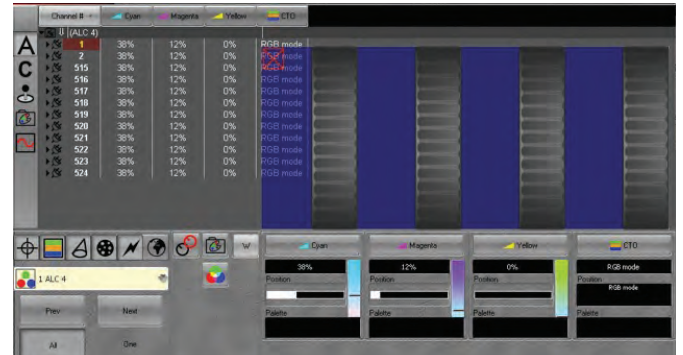 Channel # Cyan Magenta Yellow CTO
U (ALC 4)
1 38% 12% 0% RGB mode
2 38% 12% 0% RGB mode
515 38% 12% 0% RGB mode
516 38% 12% 0% RGB mode
517 38% 12% 0% RGB mode
518 38% 12% 0% RGB mode
519 38% 12% 0% RGB mode
520 38% 12% 0% RGB mode
521 38% 12% 0% RGB mode
522 38% 12% 0% RGB mode
523 38% 12% 0% RGB mode
524 38% 12% 0% RGB mode
A
C
Cyan Magenta Yellow CTO
38% 12% 0% RGB mode
Position Position Position Position
RGB mode
Palette Palette Palette Palette
1 ALC 4
Prev Next
All One